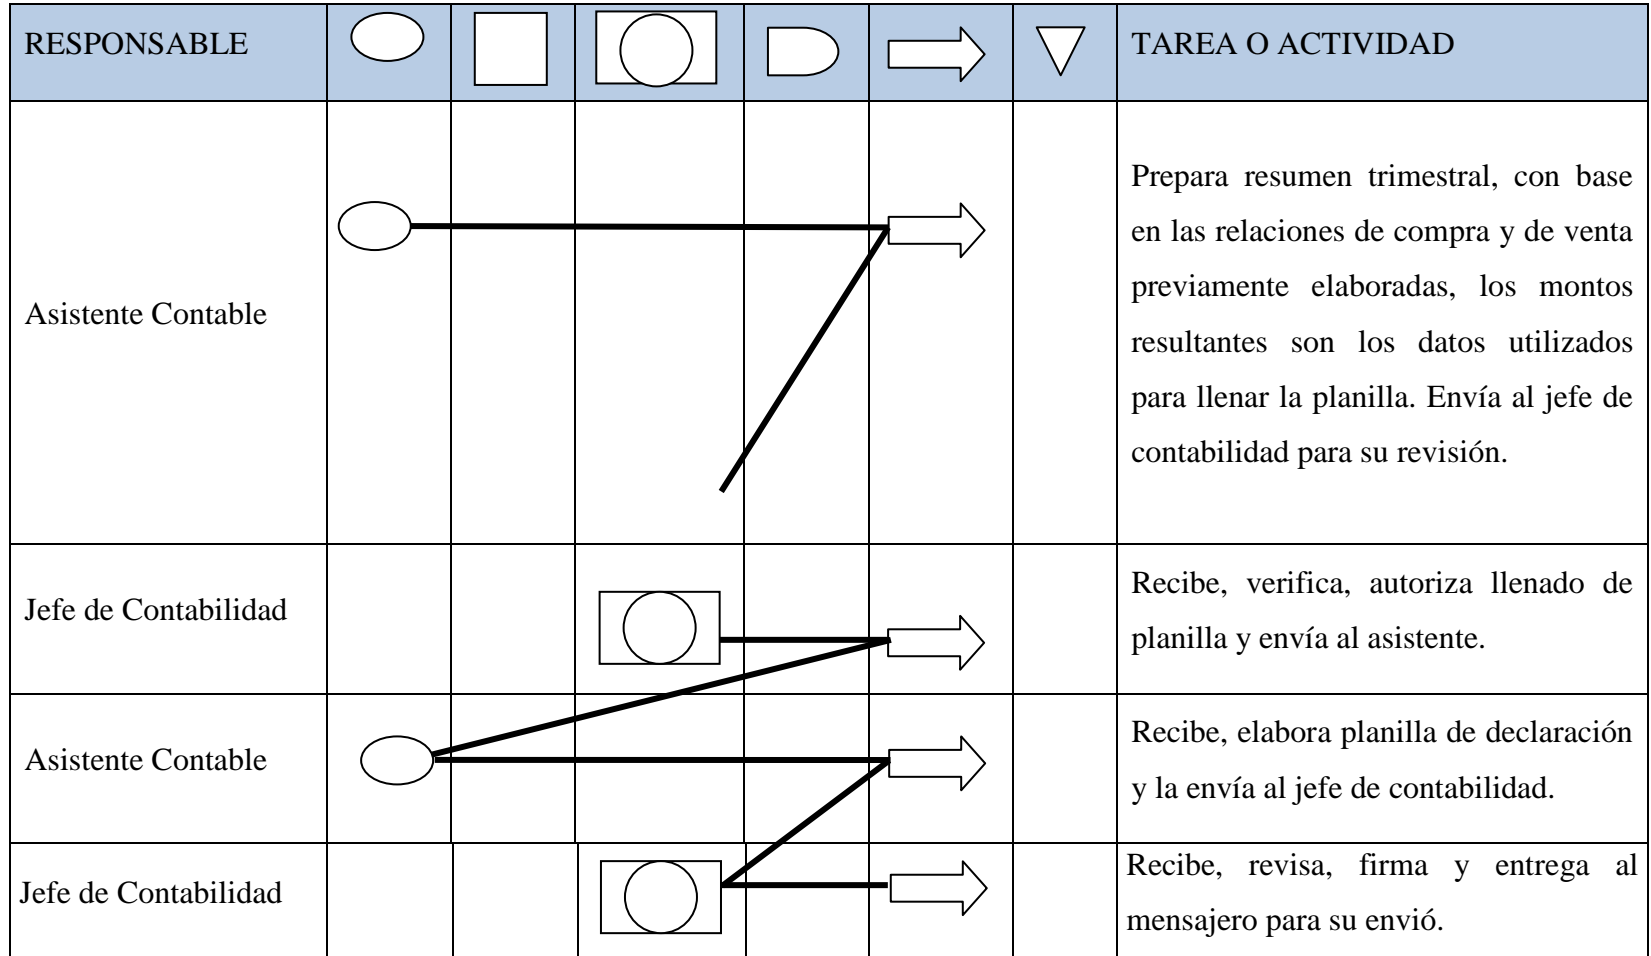 RESPONSABLE
TAREA O ACTIVIDAD
Asistente Contable
Prepara resumen trimestral, con base
en las relaciones de compra y de venta
previamente elaboradas, los montos
resultantes son los datos utilizados
para llenar la planilla. Envía al jefe de
contabilidad para su revisión.
Jefe de Contabilidad
Recibe, verifica, autoriza llenado de
planilla y envía al asistente.
Asistente Contable
Recibe, elabora planilla de declaración
y la envía al jefe de contabilidad.
Jefe de Contabilidad
Recibe, revisa, firma y entrega al
mensajero para su envió.